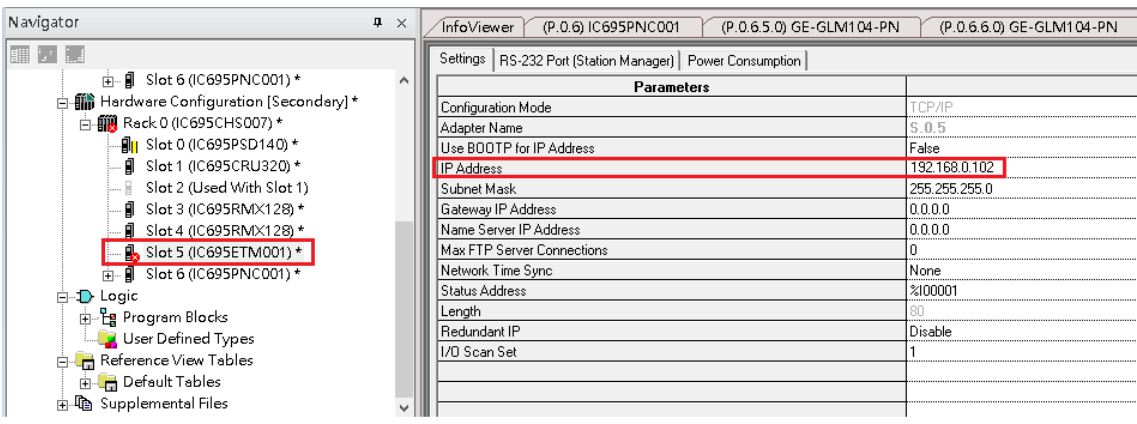 Navigator
Slot 6 (IC695PNC001) *
Hardware Configuration [Secondary] *
Rack 0 (IC695CHS007) *
Slot 0 (IC695PSD140) *
Slot 1 (IC695CRU320) *
Slot 2 (Used With Slot 1)
Slot 3 (IC695RMX128) *
Slot 4 (IC695RMX128) *
Slot 5 (IC695ETM001) *
Slot 6 (IC695PNC001) *
Logic
Program Blocks
User Defined Types
Reference View Tables
Default Tables
Supplemental Files
InfoViewer (P.0.6) IC695PNC001 (P.0.6.5.0) GE-GLM104-PN (P.0.6.6.0) GE-GLM104-PN
Settings RS-232 Port (Station Manager) Power Consumption
Parameters
Configuration Mode TCP/IP
Adapter Name S.0.5
Use BOOTP for IP Address False
IP Address 192.168.0.102
Subnet Mask 255.255.255.0
Gateway IP Address 0.0.0.0
Name Server IP Address 0.0.0.0
Max FTP Server Connections 0
Network Time Sync None
Status Address %I00001
Length 80
Redundant IP Disable
I/O Scan Set 1